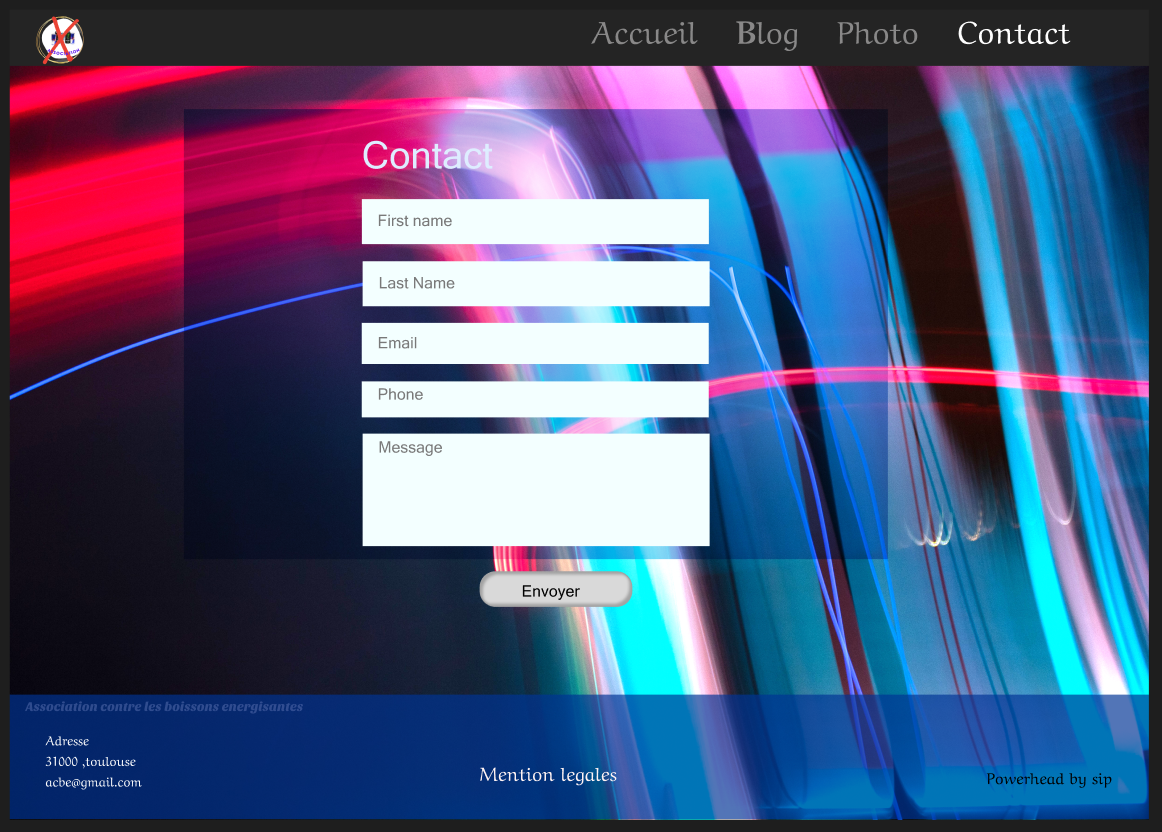 Accueil Blog Photo Contact
ASSOCIATION
Contact
First name
Last Name
Email
Phone
Message
Envoyer
Association contre les boissons energisantes
Adresse
31000 ,toulouse
acbe@gmail.com
Mention legales
Powerhead by sip